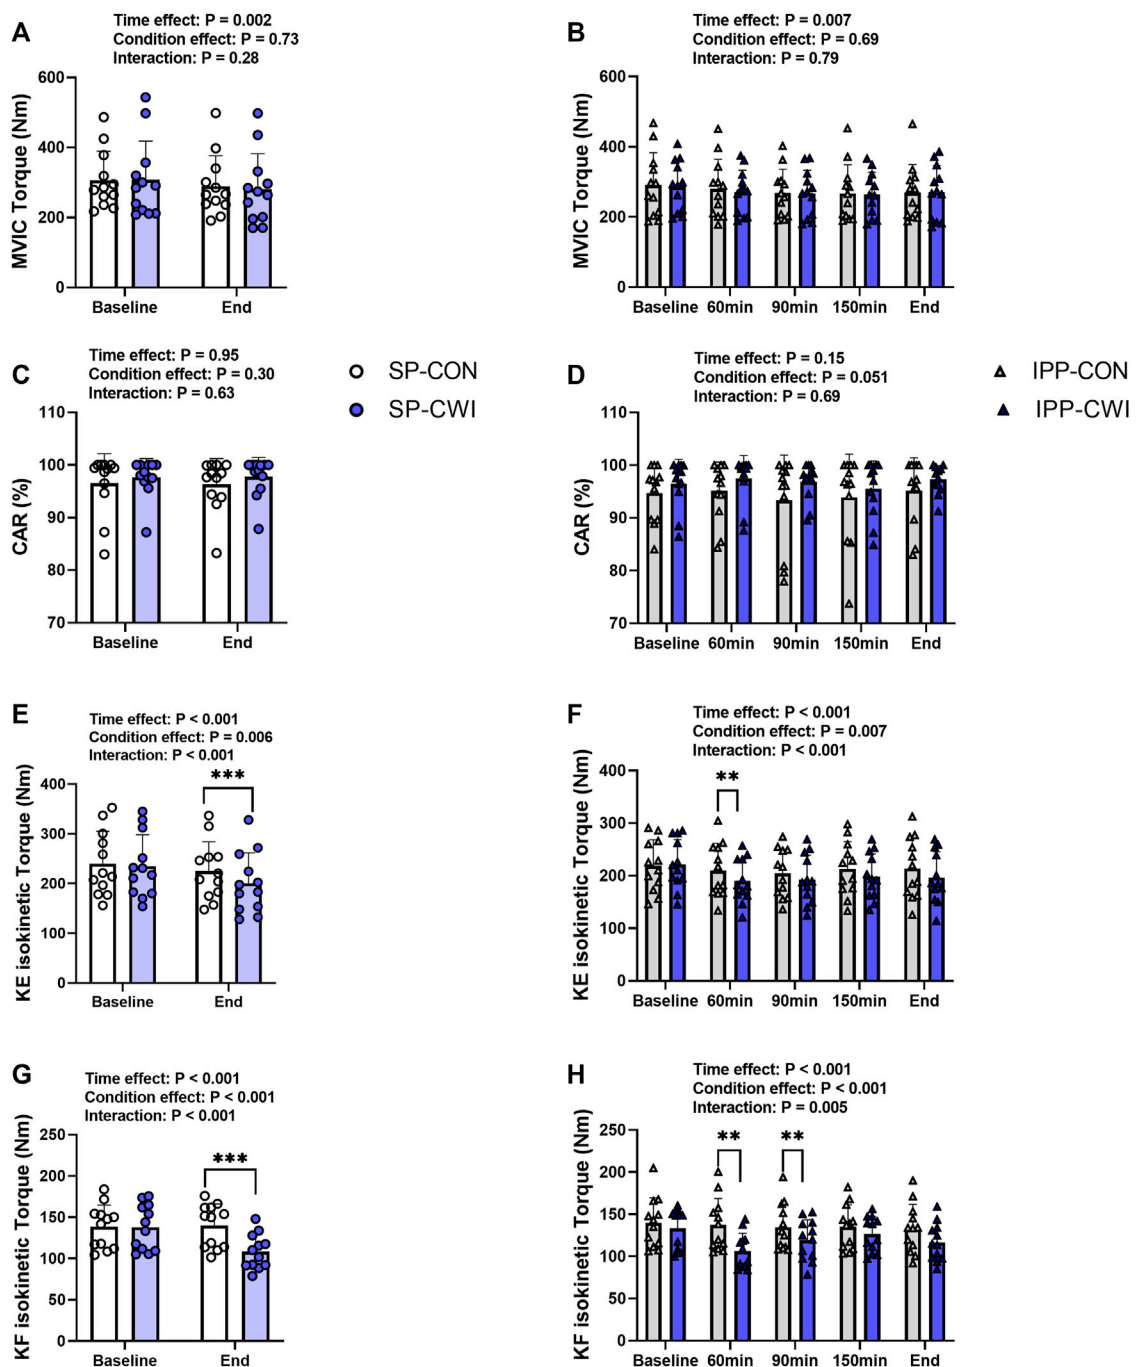 A
Time effect: P = 0.002
Condition effect: P = 0.73
Interaction: P = 0.28
MVIC Torque (Nm)
600
400
200
0
Baseline
End
B
Time effect: P = 0.007
Condition effect: P = 0.69
Interaction: P = 0.79
MVIC Torque (Nm)
600
400
200
0
Baseline
60min
90min
150min
End
C
Time effect: P = 0.95
Condition effect: P = 0.30
Interaction: P = 0.63
CAR (%)
110
100
90
80
70
Baseline
End
SP-CON
SP-CWI
D
Time effect: P = 0.15
Condition effect: P = 0.051
Interaction: P = 0.69
CAR (%)
110
100
90
80
70
Baseline
60min
90min
150min
End
IPP-CON
IPP-CWI
E
Time effect: P < 0.001
Condition effect: P = 0.006
Interaction: P < 0.001
KE isokinetic Torque (Nm)
400
300
200
100
0
***
Baseline
End
F
Time effect: P < 0.001
Condition effect: P = 0.007
Interaction: P < 0.001
KE isokinetic Torque (Nm)
400
300
200
100
0
**
Baseline
60min
90min
150min
End
G
Time effect: P < 0.001
Condition effect: P < 0.001
Interaction: P < 0.001
KF isokinetic Torque (Nm)
250
200
150
100
50
0
***
Baseline
End
H
Time effect: P < 0.001
Condition effect: P < 0.001
Interaction: P = 0.005
KF isokinetic Torque (Nm)
250
200
150
100
50
0
**
**
Baseline
60min
90min
150min
End